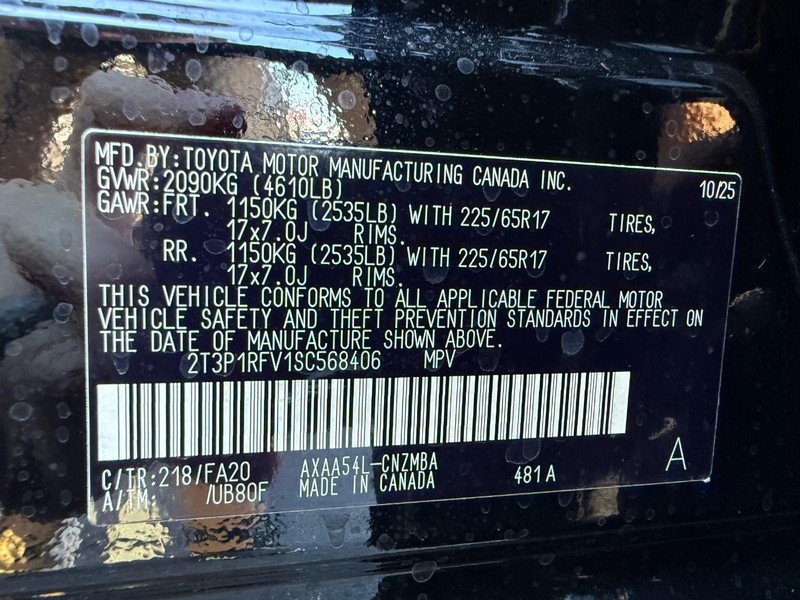 MFD.BY:TOYOTA MOTOR MANUFACTURING CANADA INC.
10/25
GVWR:2090KG (4610LB)
GAWR:FRT. 1150KG (2535LB) WITH 225/65R17 TIRES,
17x7.0J RIMS.
RR. 1150KG (2535LB) WITH 225/65R17 TIRES,
17x7.0J RIMS.
THIS VEHICLE CONFORMS TO ALL APPLICABLE FEDERAL MOTOR
VEHICLE SAFETY AND THEFT PREVENTION STANDARDS IN EFFECT ON
THE DATE OF MANUFACTURE SHOWN ABOVE.
2T3P1RFV1SC568406 MPV
C/TR:218/FA20 AXAA54L-CNZMBA 481A A
A/TM: /UB80F MADE IN CANADA